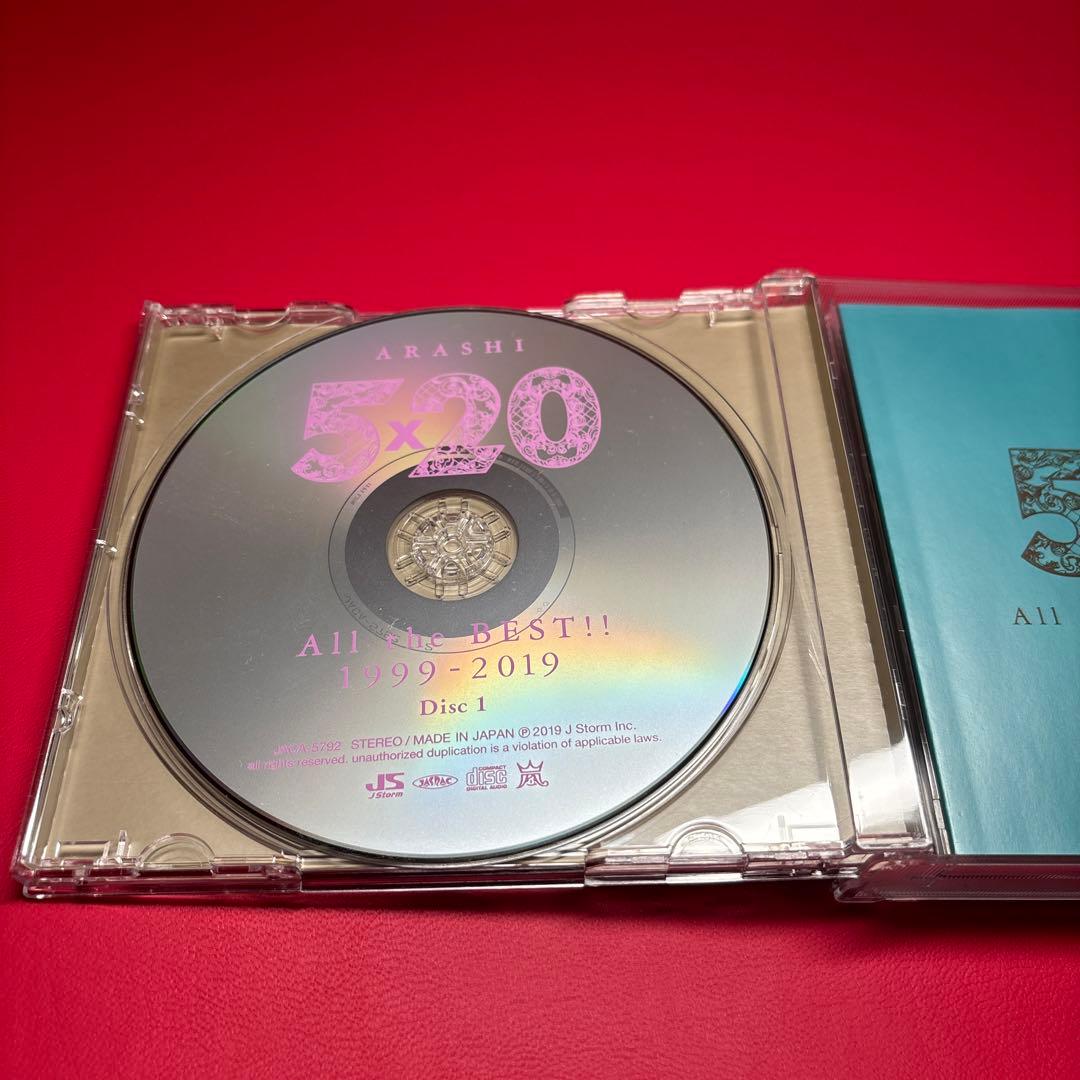 ARASHI
5x20
All the BEST!!
1999-2019
Disc 1
JACA-5792 STEREO / MADE IN JAPAN ℗ 2019 J Storm Inc.
all rights reserved. unauthorized duplication is a violation of applicable laws.
JS
J Storm
JASRAC
COMPACT
disc
DIGITAL AUDIO
嵐
5
All